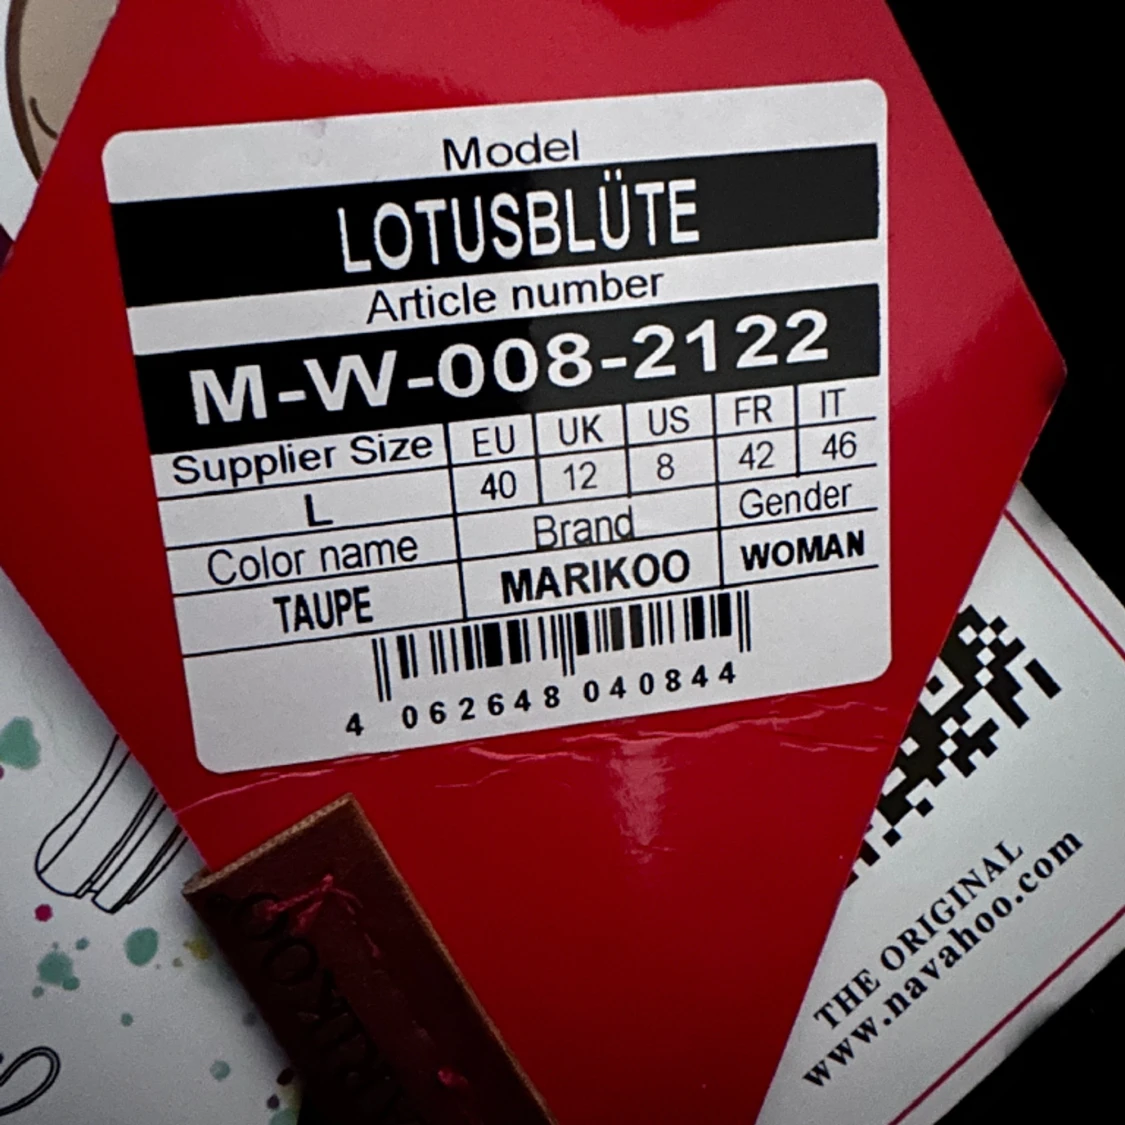 Model
LOTUSBLÜTE
Article number
M-W-008-2122
Supplier Size EU UK US FR IT
L 40 12 8 42 46
Color name Brand Gender
TAUPE MARIKOO WOMAN
4 062648 040844
THE ORIGINAL
www.navahoo.com